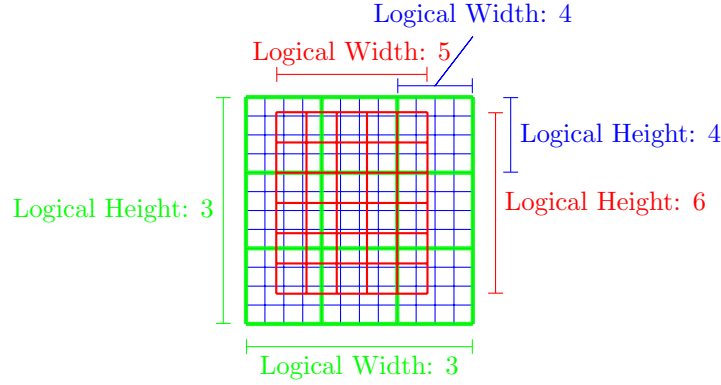 Logical Width: 4
Logical Width: 5
Logical Height: 4
Logical Height: 6
Logical Height: 3
Logical Width: 3